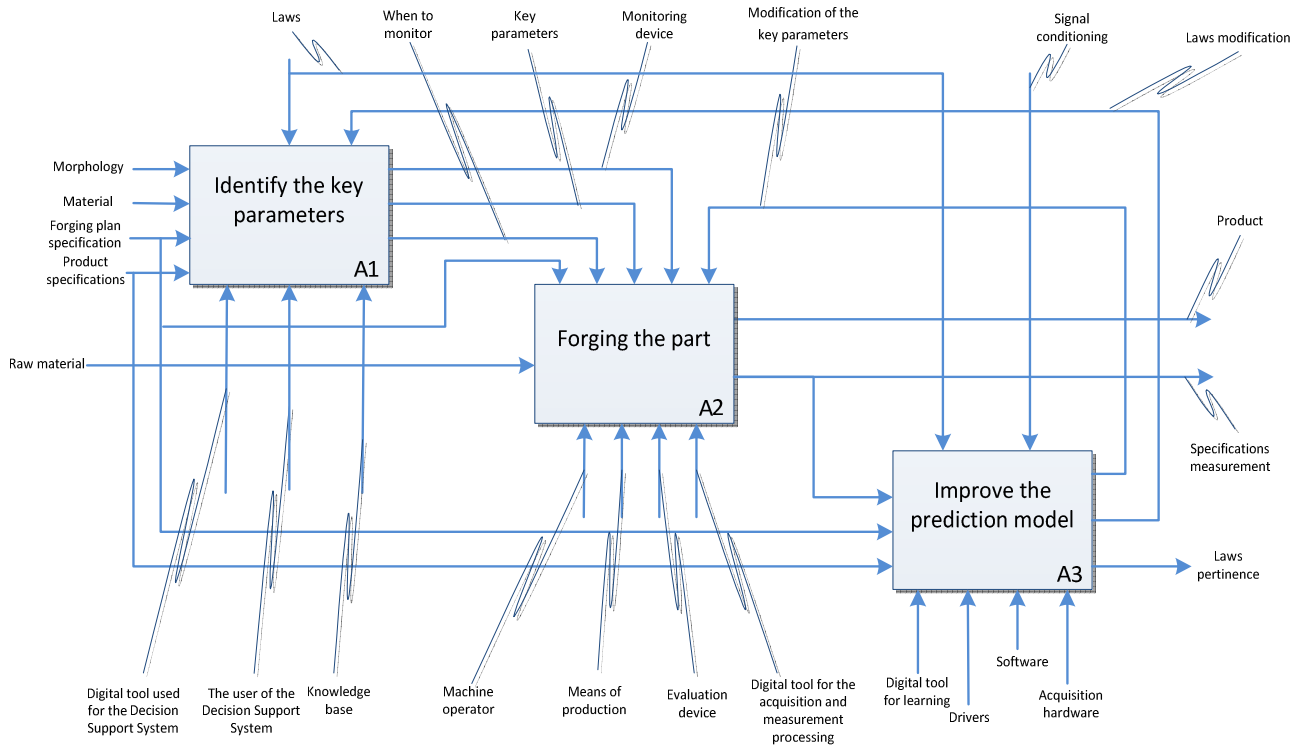 Laws
When to
monitor
Key
parameters
Monitoring
device
Modification of the
key parameters
Signal
conditioning
Laws modification
Morphology
Material
Forging plan
specification
Product
specifications
Identify the key
parameters
A1
Product
Raw material
Forging the part
A2
Specifications
measurement
Improve the
prediction model
A3
Laws
pertinence
Digital tool used
for the Decision
Support System
The user of the
Decision Support
System
Knowledge
base
Machine
operator
Means of
production
Evaluation
device
Digital tool for the
acquisition and
measurement
processing
Digital tool
for learning
Drivers
Software
Acquisition
hardware